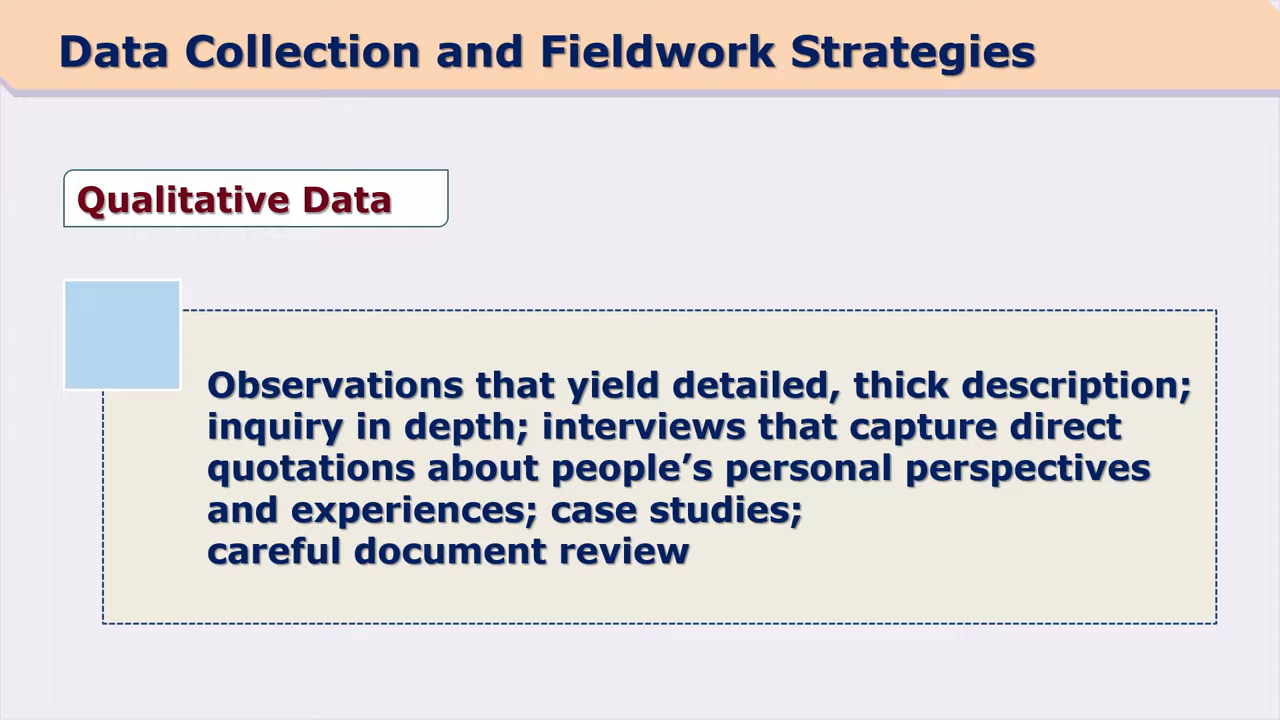 Data Collection and Fieldwork Strategies
Qualitative Data
Observations that yield detailed, thick description;
inquiry in depth; interviews that capture direct
quotations about people’s personal perspectives
and experiences; case studies;
careful document review